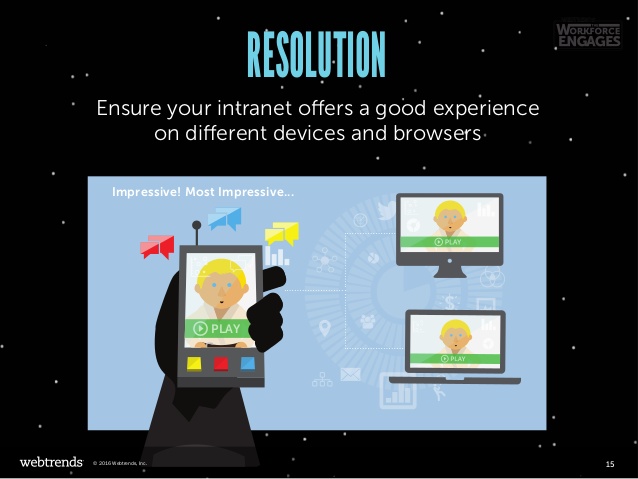 THE
WORKFORCE
ENGAGES
RESOLUTION
Ensure your intranet offers a good experience
on different devices and browsers
Impressive! Most Impressive...
PLAY
PLAY
PLAY
webtrends
© 2016 Webtrends, Inc.
15